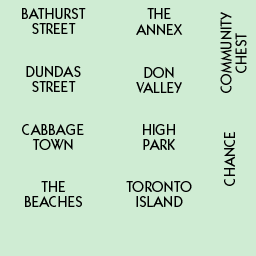 BATHURST
STREET
THE
ANNEX
COMMUNITY
CHEST
DUNDAS
STREET
DON
VALLEY
CABBAGE
TOWN
HIGH
PARK
CHANCE
THE
BEACHES
TORONTO
ISLAND